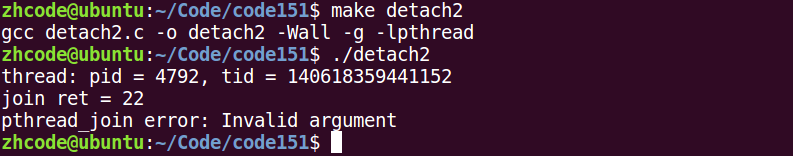 zhcode@ubuntu:~/Code/code151$ make detach2
gcc detach2.c -o detach2 -Wall -g -lpthread
zhcode@ubuntu:~/Code/code151$ ./detach2
thread: pid = 4792, tid = 140618359441152
join ret = 22
pthread_join error: Invalid argument
zhcode@ubuntu:~/Code/code151$